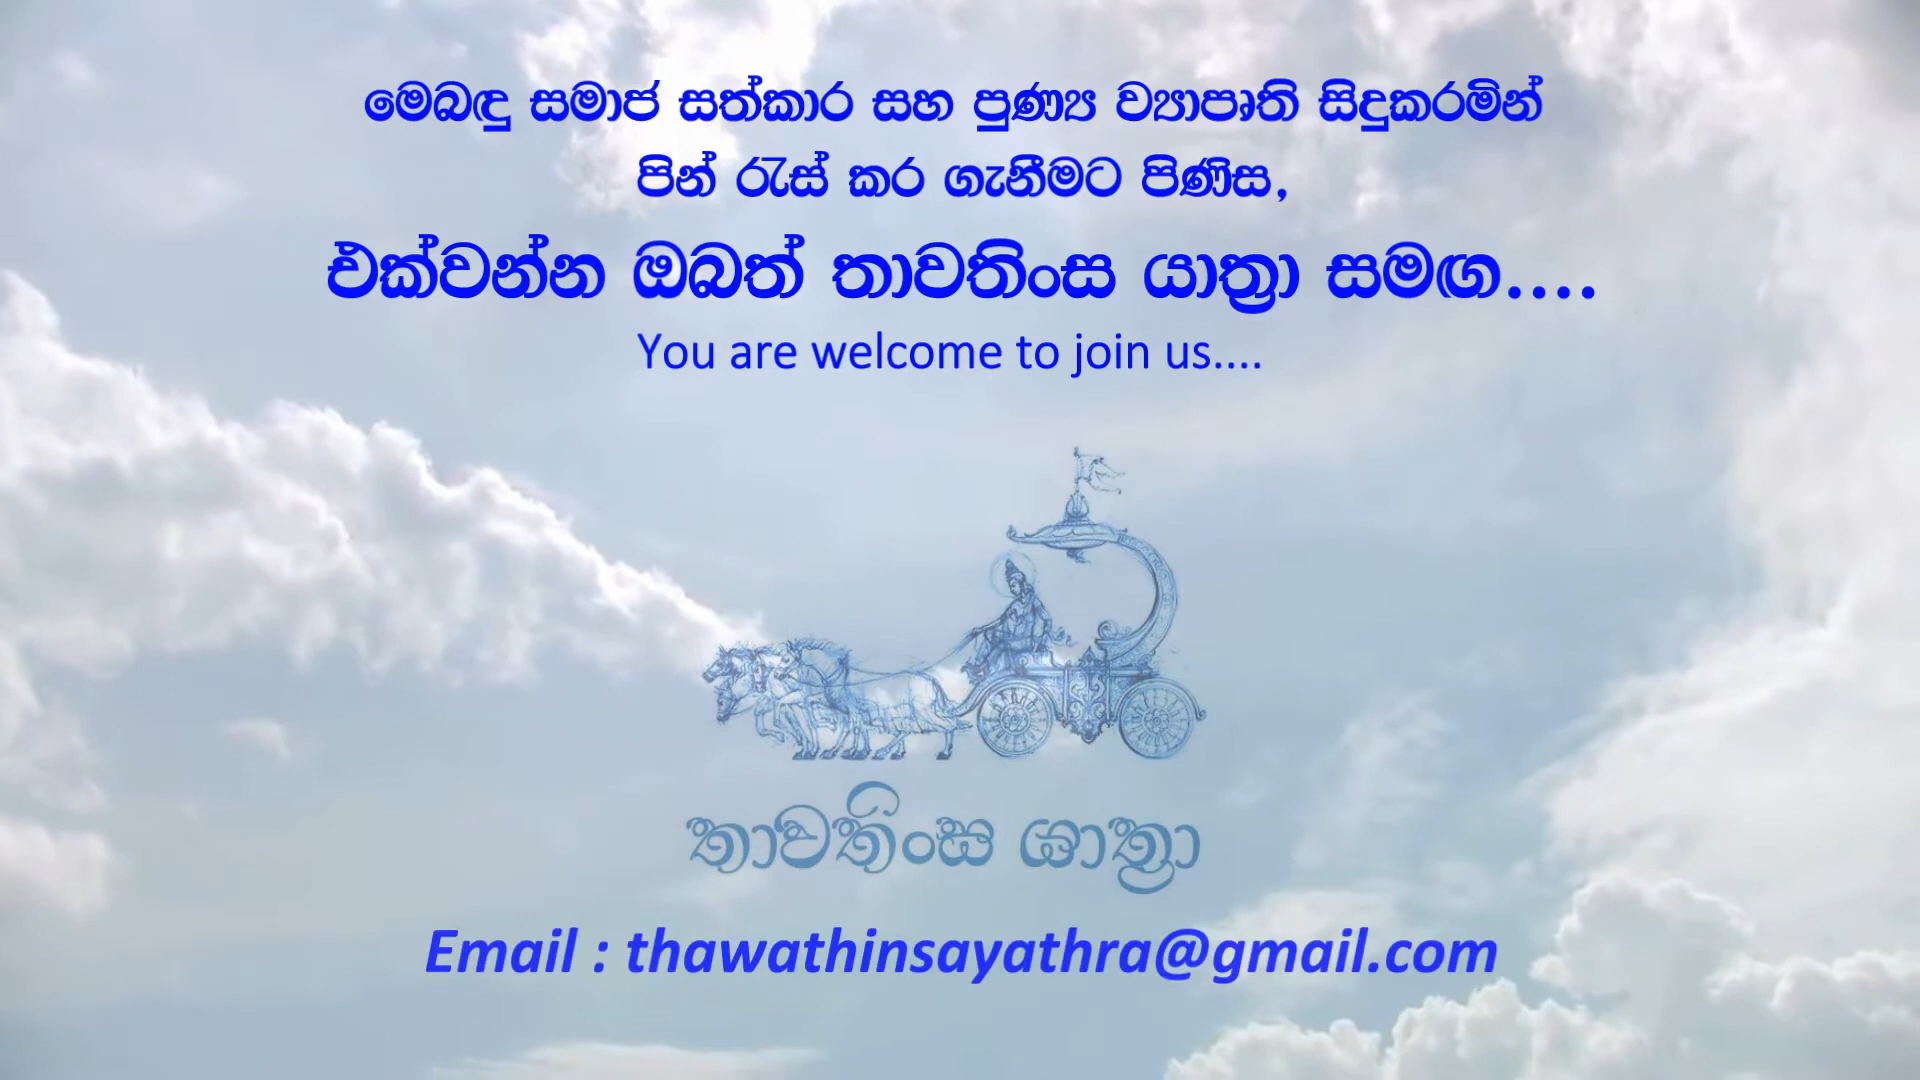 මෙබඳු සමාජ සත්කාර සහ පුණ්‍ය ව්‍යාපෘති සිදුකරමින්
පින් රැස් කර ගැනීමට පිණිස,
එක්වන්න ඔබත් තාවතිංස යාත්‍රා සමඟ....
You are welcome to join us....
තාවතිංස යාත්‍රා
Email : thawathinsayathra@gmail.com